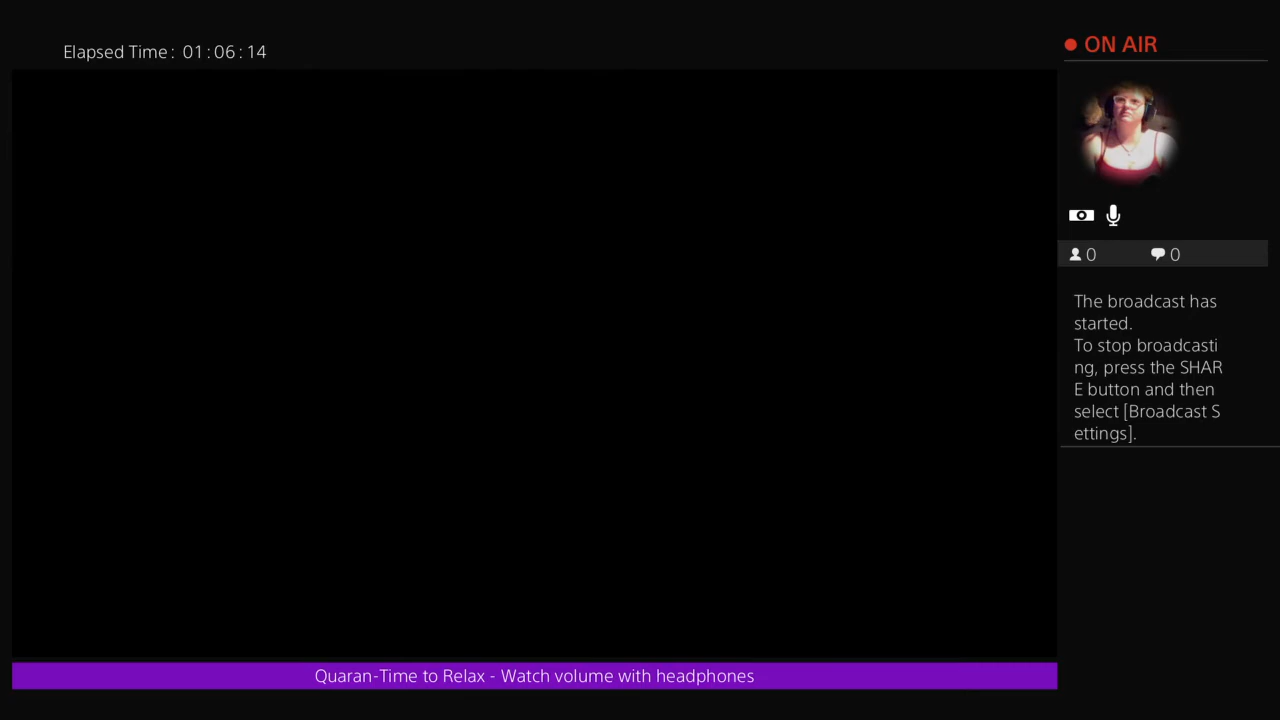 Elapsed Time: 01:06:14
ON AIR
0 0
The broadcast has
started.
To stop broadcasti
ng, press the SHAR
E button and then
select [Broadcast S
ettings].
Quaran-Time to Relax - Watch volume with headphones